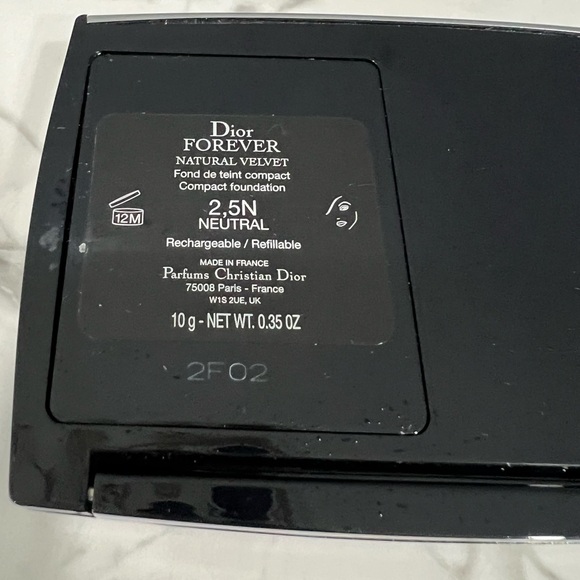 Dior
FOREVER
NATURAL VELVET
Fond de teint compact
Compact foundation
12M
2,5N
NEUTRAL
Rechargeable / Refillable
MADE IN FRANCE
Parfums Christian Dior
75008 Paris - France
W1S 2UE, UK
10 g - NET WT. 0.35 OZ
2F02